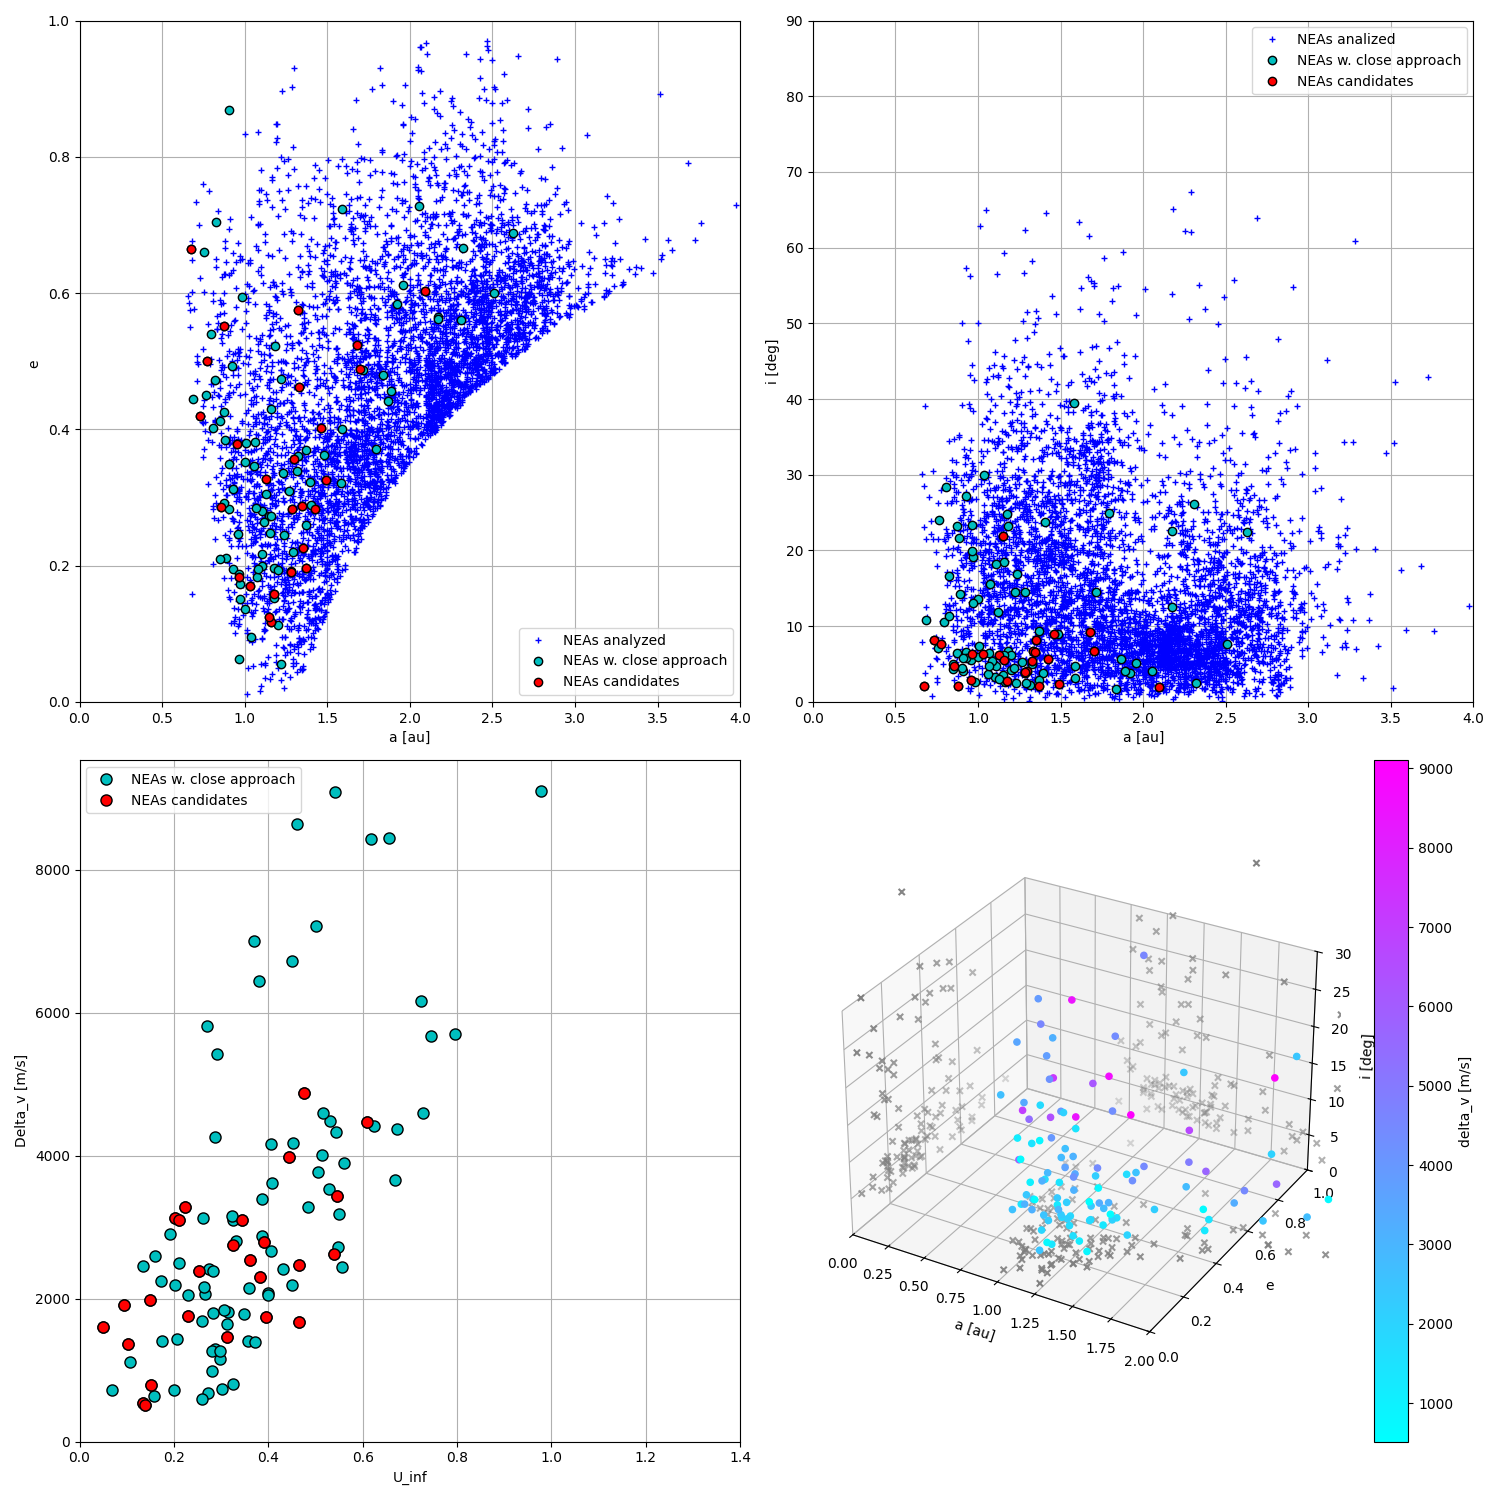 1.0
0.8
0.6
0.4
0.2
0.0
e
NEAs analyzed
NEAs w. close approach
NEAs candidates
0.0 0.5 1.0 1.5 2.0 2.5 3.0 3.5 4.0
a [au]
90
80
70
60
50
40
30
20
10
0
i [deg]
NEAs analized
NEAs w. close approach
NEAs candidates
0.0 0.5 1.0 1.5 2.0 2.5 3.0 3.5 4.0
a [au]
NEAs w. close approach
NEAs candidates
8000
6000
4000
2000
0
Delta_v [m/s]
0.0 0.2 0.4 0.6 0.8 1.0 1.2 1.4
U_inf
0.00 0.25 0.50 0.75 1.00 1.25 1.50 1.75 2.00
a [au]
0.0 0.2 0.4 0.6 0.8 1.0
e
30
25
20
15
10
5
0
i [deg]
9000
8000
7000
6000
5000
4000
3000
2000
1000
delta_v [m/s]